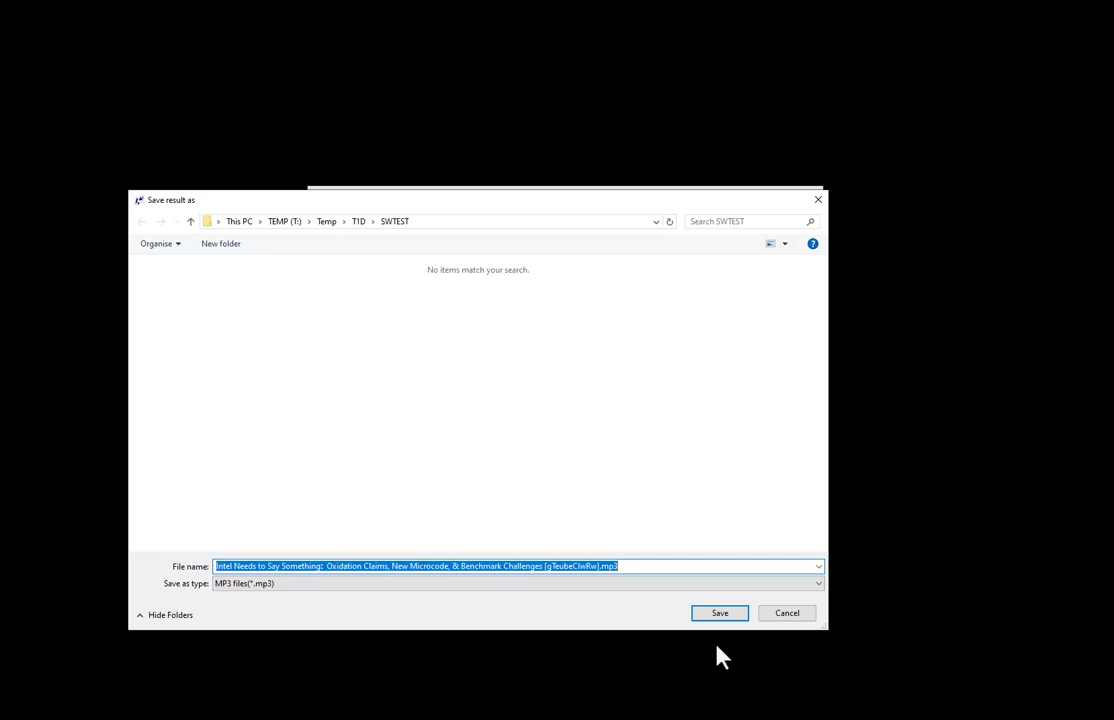 Save result as
This PC > TEMP (T:) > Temp > T1D > SWTEST
Search SWTEST
Organise
New folder
No items match your search.
File name: Intel Needs to Say Something: Oxidation Claims, New Microcode, & Benchmark Challenges [gTeubeCIwRw].mp3
Save as type: MP3 files(*.mp3)
Hide Folders
Save
Cancel